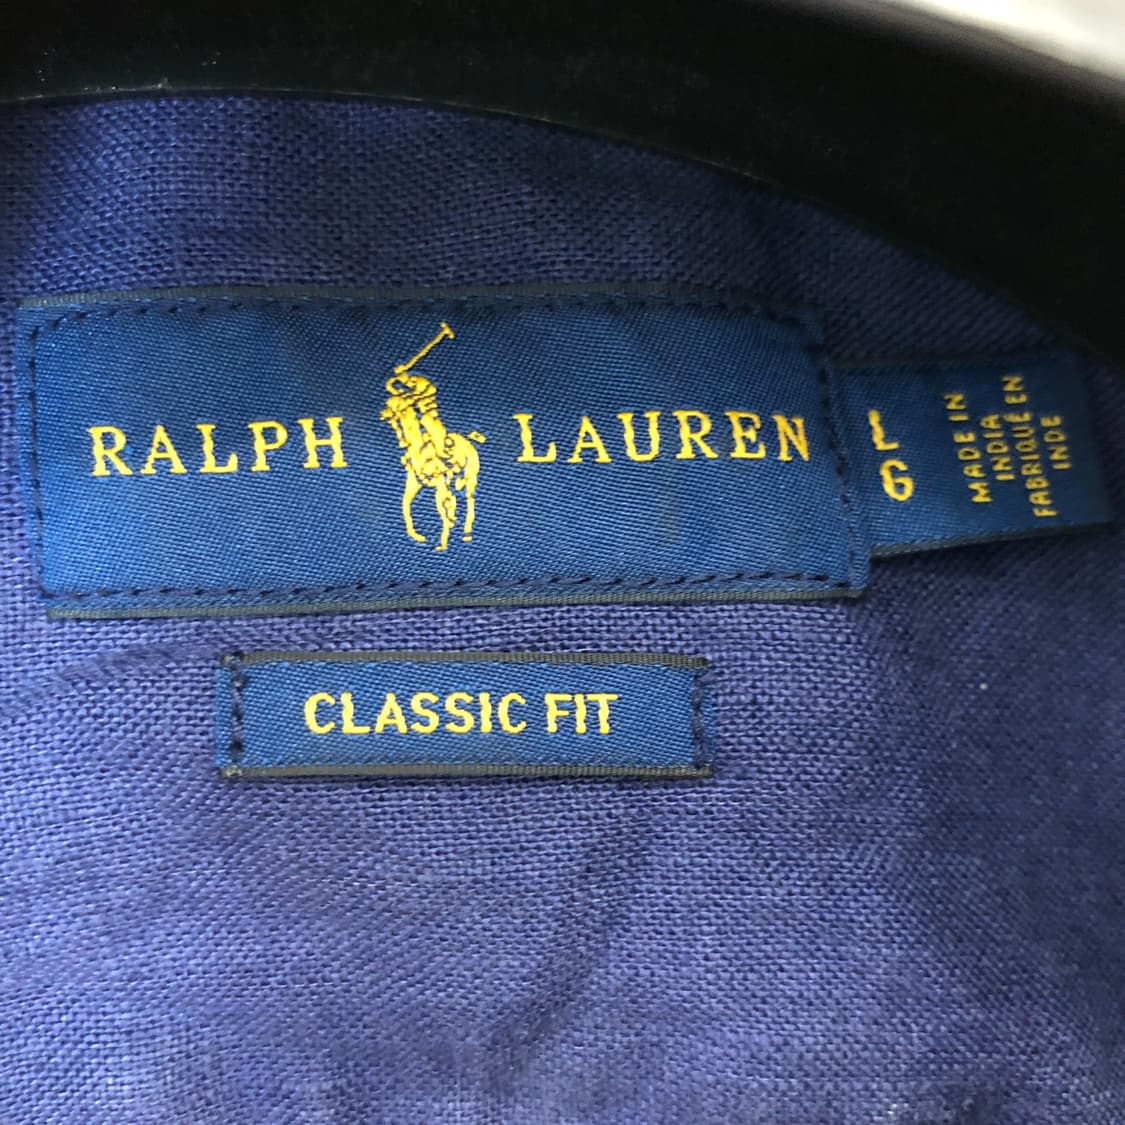 RALPH LAUREN
L
G
MADE IN
INDIA
FABRIQUÉ EN
INDE
CLASSIC FIT